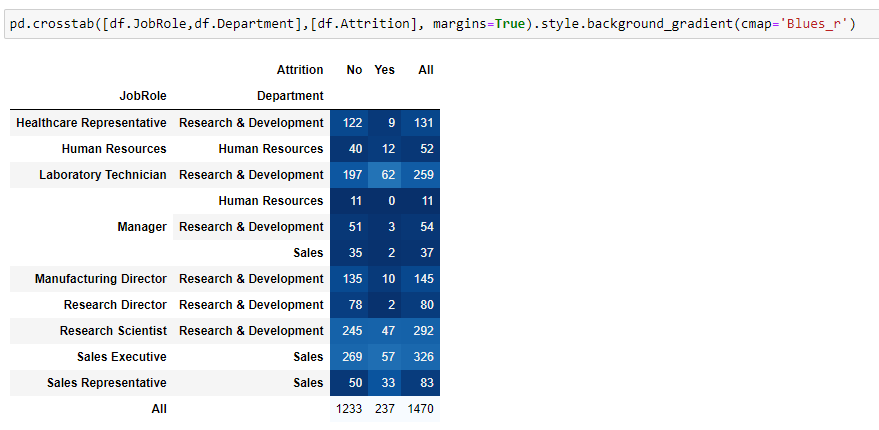 pd.crosstab([df.JobRole,df.Department],[df.Attrition], margins=True).style.background_gradient(cmap='Blues_r')
Attrition No Yes All
JobRole Department
Healthcare Representative Research & Development 122 9 131
Human Resources Human Resources 40 12 52
Laboratory Technician Research & Development 197 62 259
Human Resources 11 0 11
Manager Research & Development 51 3 54
Sales 35 2 37
Manufacturing Director Research & Development 135 10 145
Research Director Research & Development 78 2 80
Research Scientist Research & Development 245 47 292
Sales Executive Sales 269 57 326
Sales Representative Sales 50 33 83
All 1233 237 1470